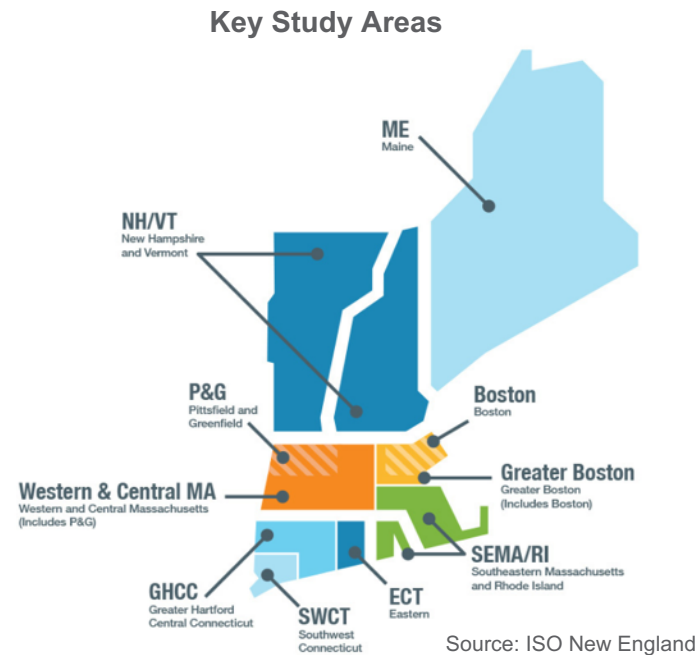 Key Study Areas
ME
Maine
NH/VT
New Hampshire
and Vermont
P&G
Pittsfield and
Greenfield
Boston
Boston
Western & Central MA
Western and Central Massachusetts
(Includes P&G)
Greater Boston
Greater Boston
(Includes Boston)
SEMA/RI
Southeastern Massachusetts
and Rhode Island
GHCC
Greater Hartford
Central Connecticut
SWCT
Southwest
Connecticut
ECT
Eastern
Source: ISO New England